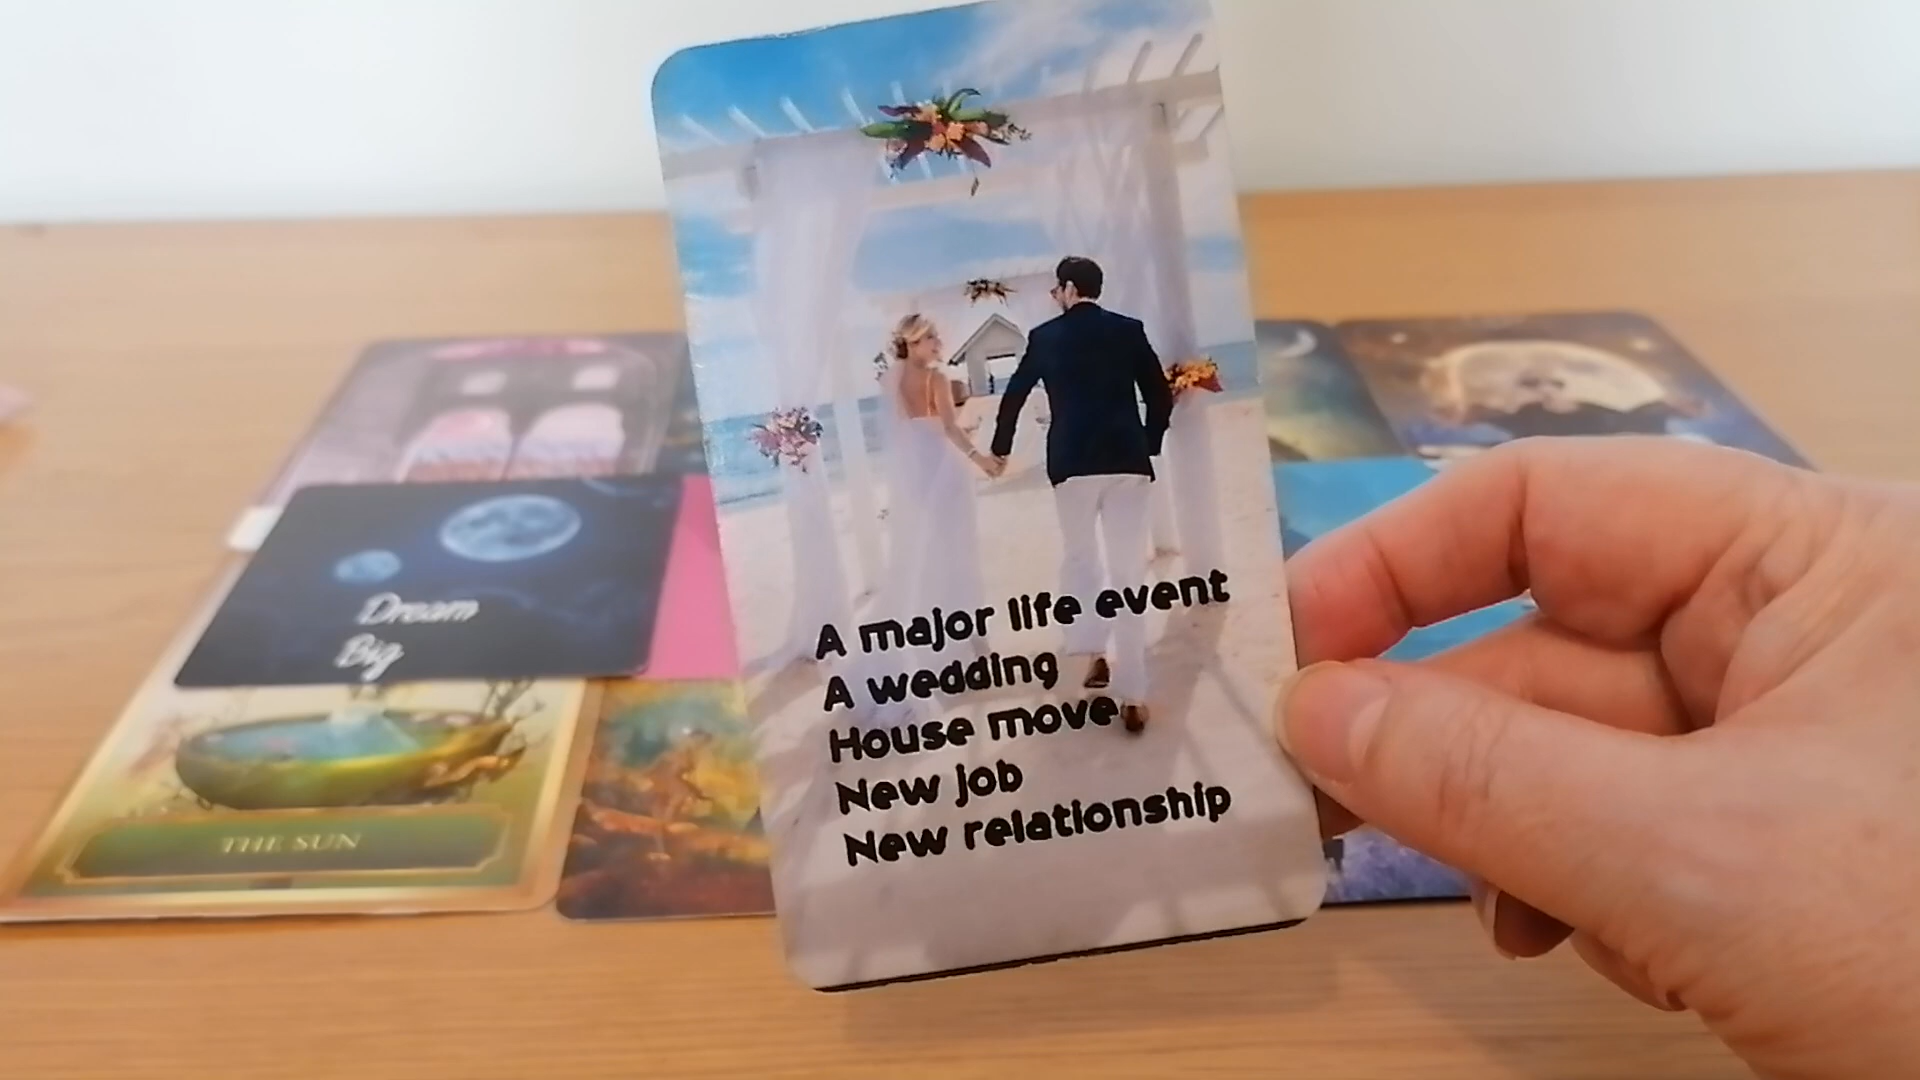 A major life event
A wedding
House move
New job
New relationship
Dream
Big
THE SUN